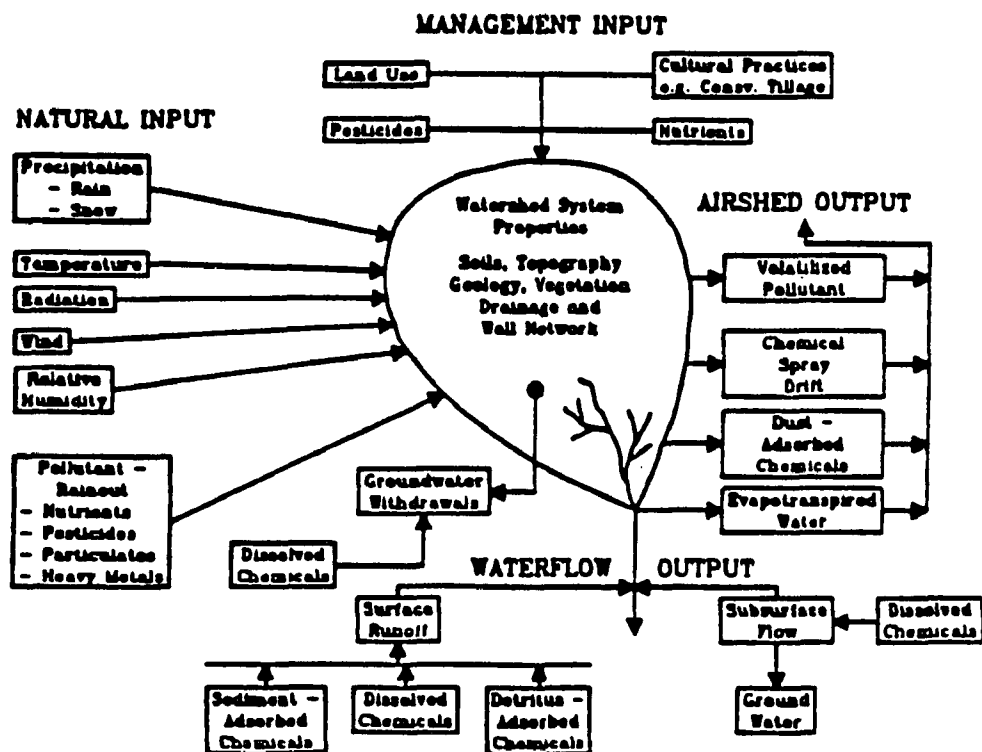 MANAGEMENT INPUT
Land Use
Cultural Practices
e.g. Consv. Tillage
Pesticides
Nutrients
NATURAL INPUT
Precipitation
- Rain
- Snow
Temperature
Radiation
Wind
Relative
Humidity
Pollutant -
Rainout
- Nutrients
- Pesticides
- Particulates
- Heavy Metals
Watershed System
Properties
Soils, Topography
Geology, Vegetation
Drainage and
Wall Network
AIRSHED OUTPUT
Volatilized
Pollutant
Chemical
Spray
Drift
Dust -
Adsorbed
Chemicals
Evapotranspired
Water
Groundwater
Withdrawals
Dissolved
Chemicals
WATERFLOW OUTPUT
Surface
Runoff
Subsurface
Flow
Dissolved
Chemicals
Sediment -
Adsorbed
Chemicals
Dissolved
Chemicals
Detritus -
Adsorbed
Chemicals
Ground
Water